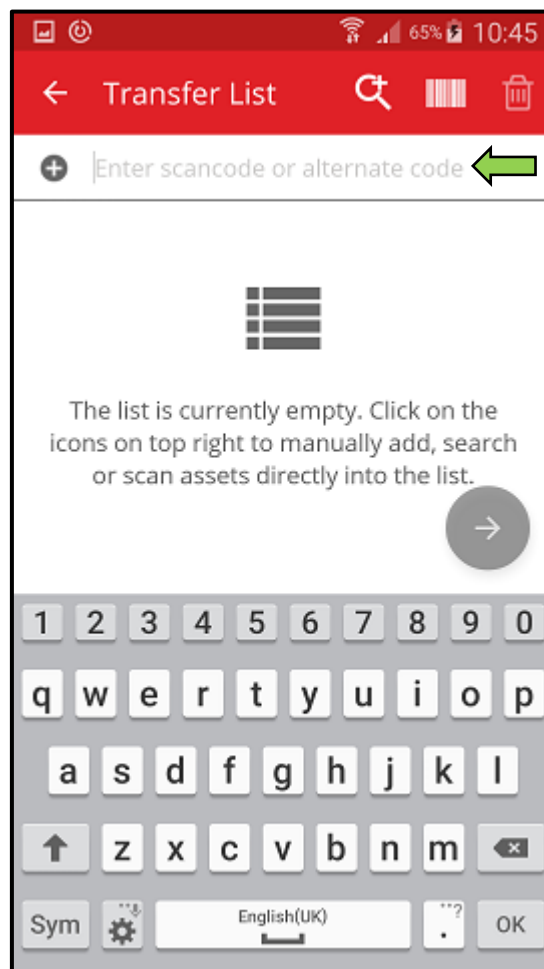 65% 10:45
Transfer List
Enter scancode or alternate code
The list is currently empty. Click on the
icons on top right to manually add, search
or scan assets directly into the list.
1 2 3 4 5 6 7 8 9 0
q w e r t y u i o p
a s d f g h j k l
z x c v b n m
Sym English(UK) . ,,? OK